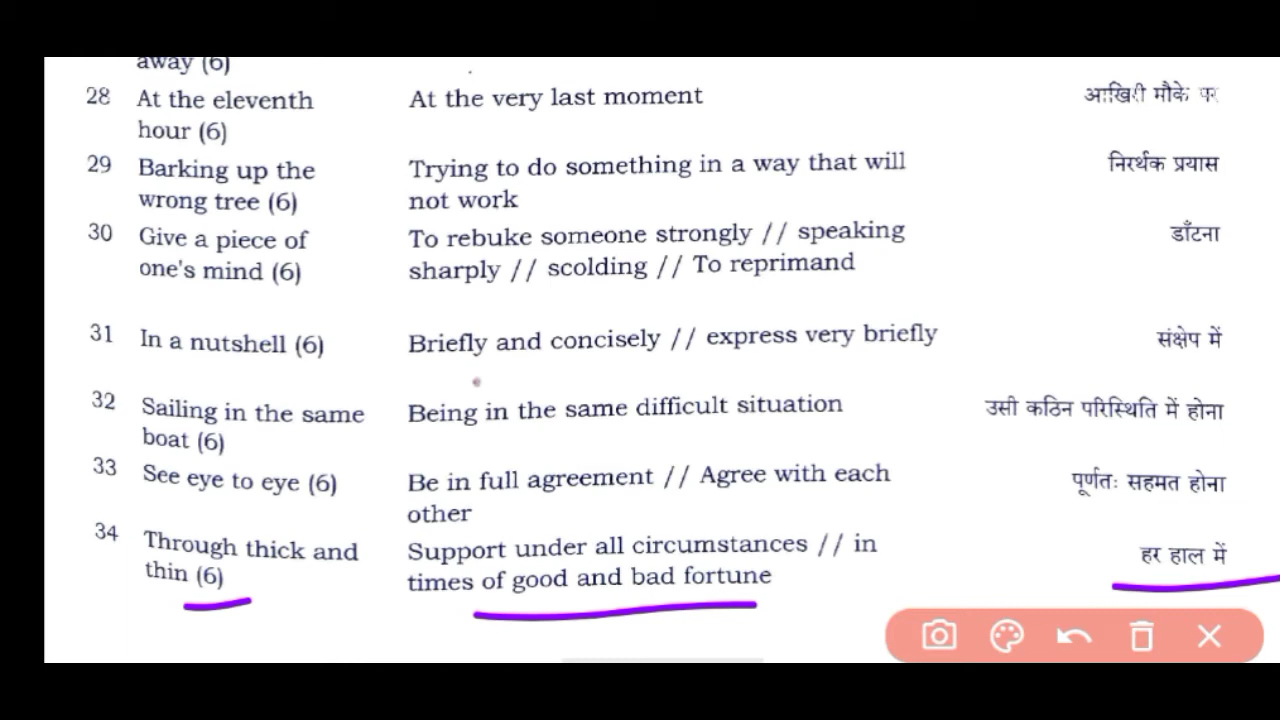 away (6)
28 At the eleventh At the very last moment आखिरी मौके पर
hour (6)
29 Barking up the Trying to do something in a way that will निरर्थक प्रयास
wrong tree (6) not work
30 Give a piece of To rebuke someone strongly // speaking डाँटना
one's mind (6) sharply // scolding // To reprimand
31 In a nutshell (6) Briefly and concisely // express very briefly संक्षेप में
32 Sailing in the same Being in the same difficult situation उसी कठिन परिस्थिति में होना
boat (6)
33 See eye to eye (6) Be in full agreement // Agree with each पूर्णतः सहमत होना
other
34 Through thick and Support under all circumstances // in हर हाल में
thin (6) times of good and bad fortune